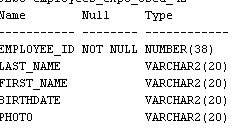 Name Null Type
----------- -------- ------------
EMPLOYEE_ID NOT NULL NUMBER(38)
LAST_NAME VARCHAR2(20)
FIRST_NAME VARCHAR2(20)
BIRTHDATE VARCHAR2(20)
PHOTO VARCHAR2(20)